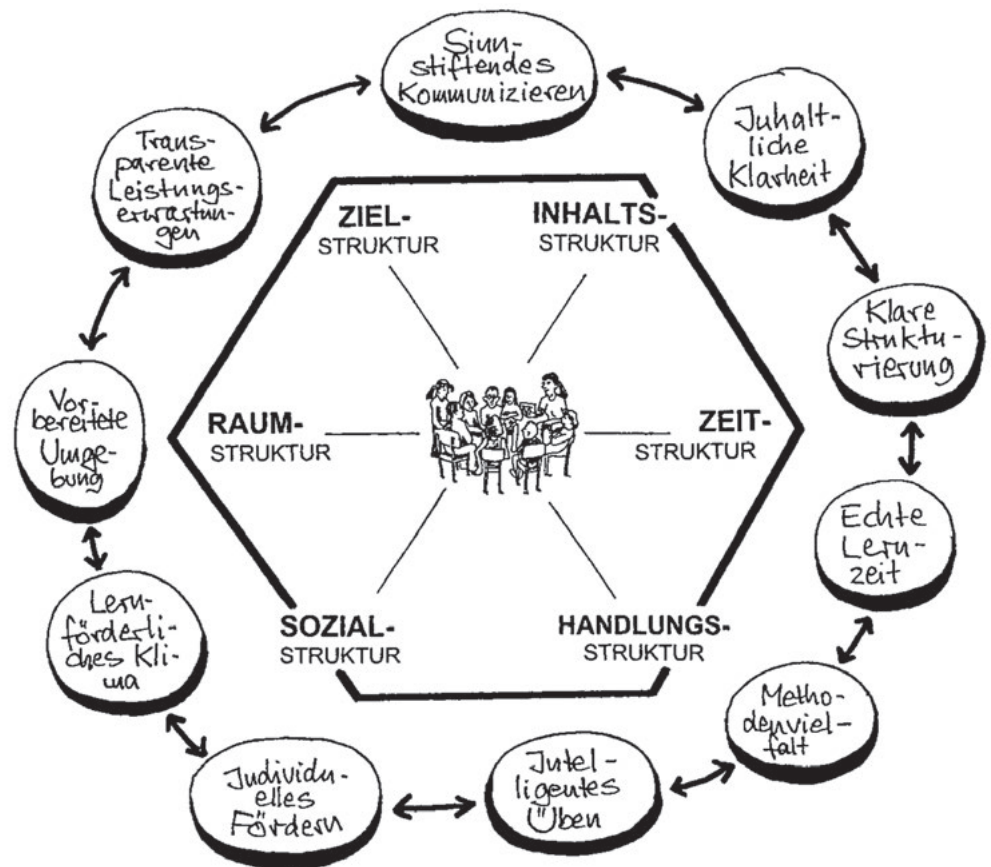 Sinn-
stiftendes
Kommunizieren
Inhalt-
liche
Klarheit
Klare
Struktu-
rierung
Echte
Lern-
zeit
Metho-
denviel-
falt
Intel-
ligentes
Üben
Individu-
elles
Fördern
Lern-
förderli-
ches Kli-
ma
Vor-
bereitete
Umge-
bung
Trans-
parente
Leistungs-
erwartun-
gen
ZIEL-
STRUKTUR
INHALTS-
STRUKTUR
RAUM-
STRUKTUR
ZEIT-
STRUKTUR
SOZIAL-
STRUKTUR
HANDLUNGS-
STRUKTUR